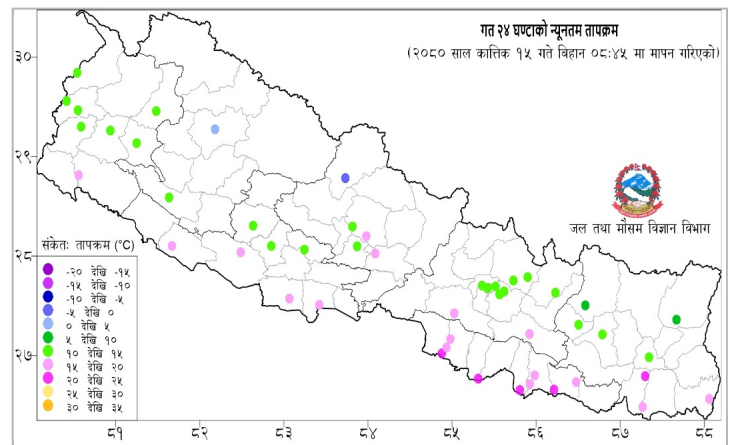 गत २४ घण्टाको न्यूनतम तापक्रम
(२०८० साल कात्तिक १५ गते बिहान ०८:४५ मा मापन गरिएको)
३०
२९
२८
२७
जल तथा मौसम विज्ञान विभाग
संकेतः तापक्रम (°C)
-२० देखि -१५
-१५ देखि -१०
-१० देखि -५
-५ देखि ०
० देखि ५
५ देखि १०
१० देखि १५
१५ देखि २०
२० देखि २५
२५ देखि ३०
३० देखि ३५
८१ ८२ ८३ ८४ ८५ ८६ ८७ ८८